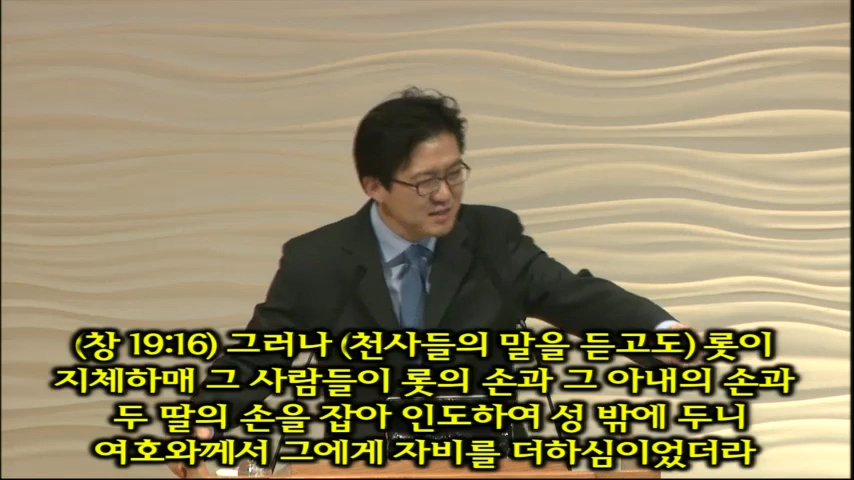 (창 19:16) 그러나 (천사들의 말을 듣고도) 롯이
지체하매 그 사람들이 롯의 손과 그 아내의 손과
두 딸의 손을 잡아 인도하여 성 밖에 두니
여호와께서 그에게 자비를 더하심이었더라